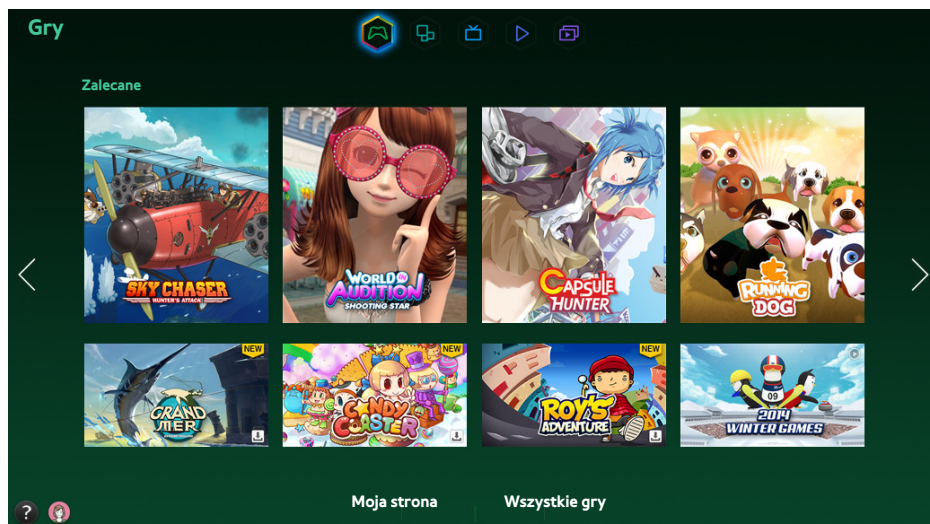 Gry
Zalecane
SKY CHASER
HUNTER'S ATTACK!
WORLD IN
AUDITION
SHOOTING STAR
CAPSULE
HUNTER
RUNNING
DOG
NEW
GRAND
MER
NEW
CANDY
COASTER
NEW
ROY'S
ADVENTURE
09
2014
WINTER GAMES
Moja strona
Wszystkie gry
?